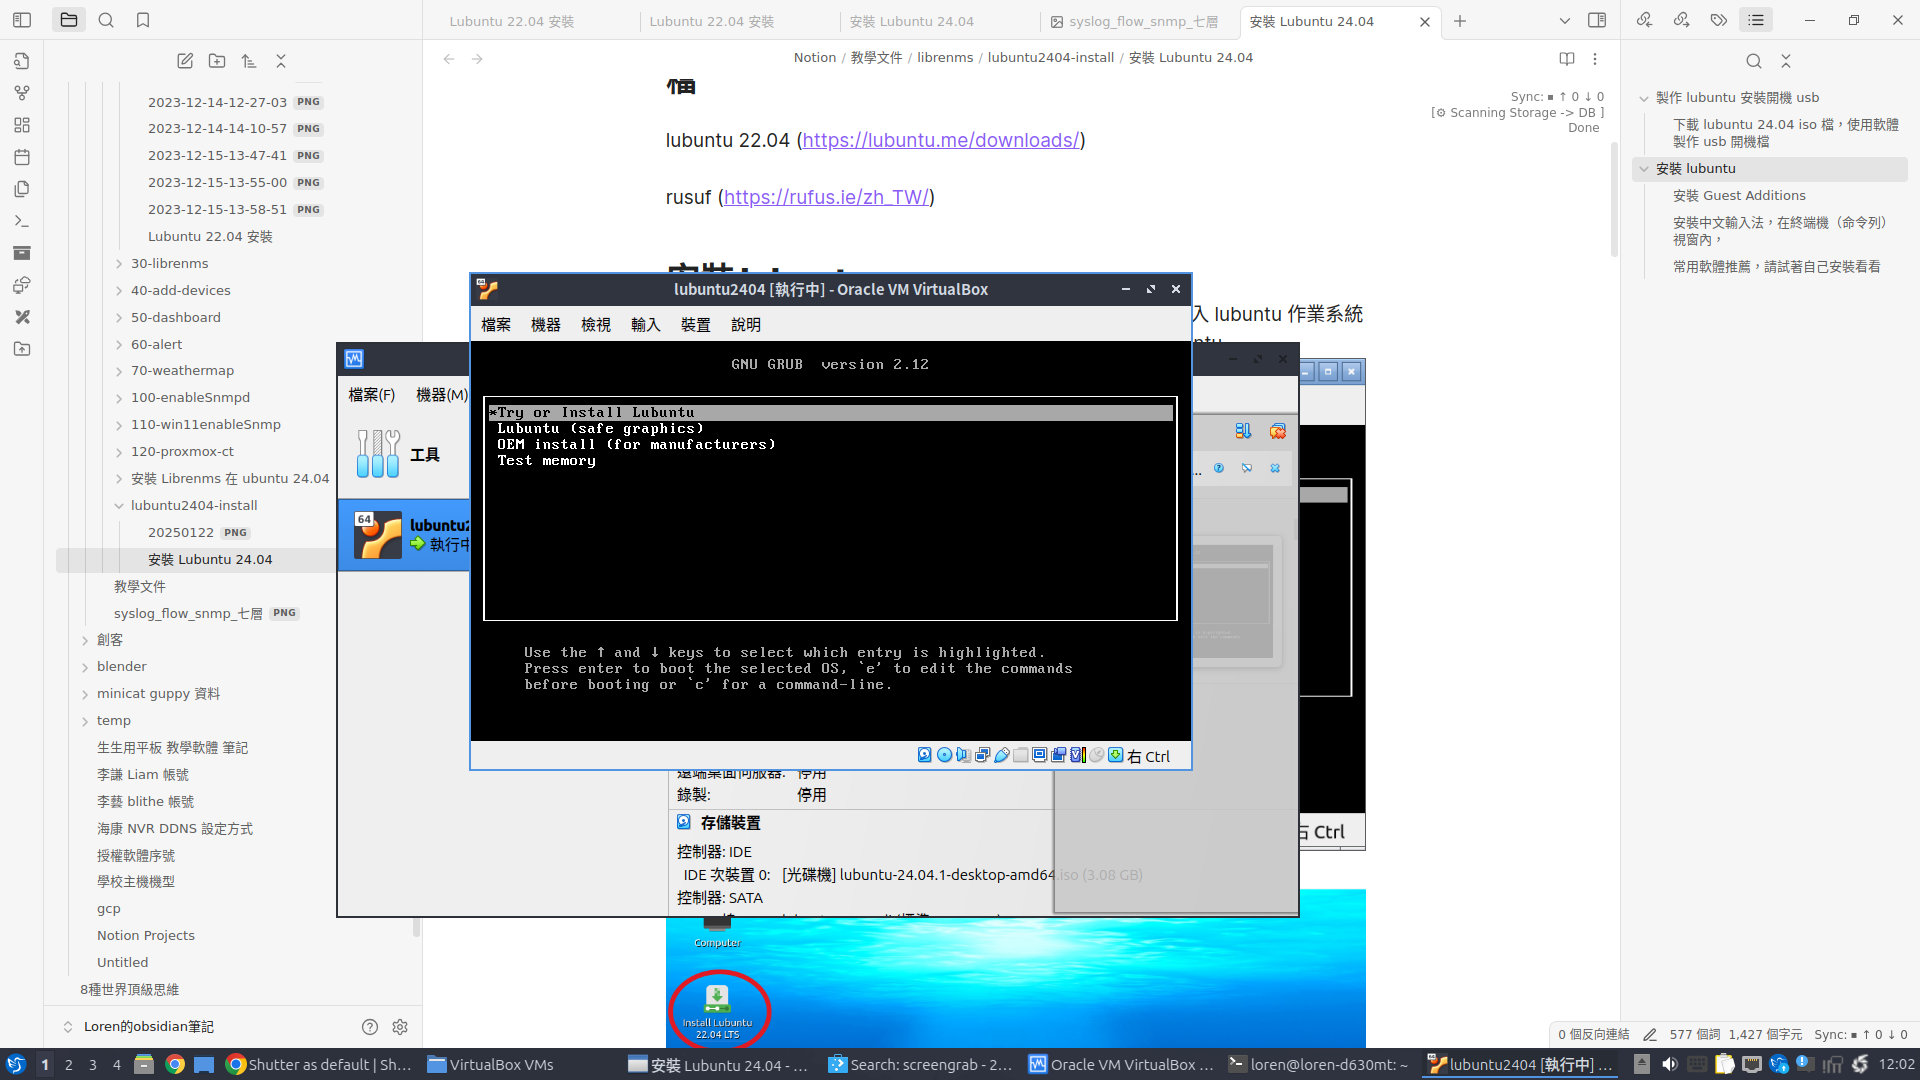 Lubuntu 22.04 安裝
Lubuntu 22.04 安裝
安裝 Lubuntu 24.04
syslog_flow_snmp_七層
安裝 Lubuntu 24.04
Notion / 教學文件 / librenms / lubuntu2404-install / 安裝 Lubuntu 24.04
2023-12-14-12-27-03 PNG
2023-12-14-14-10-57 PNG
2023-12-15-13-47-41 PNG
2023-12-15-13-55-00 PNG
2023-12-15-13-58-51 PNG
Lubuntu 22.04 安裝
30-librenms
40-add-devices
50-dashboard
60-alert
70-weathermap
100-enableSnmpd
110-win11enableSnmp
120-proxmox-ct
安裝 Librenms 在 ubuntu 24.04
lubuntu2404-install
20250122 PNG
安裝 Lubuntu 24.04
教學文件
syslog_flow_snmp_七層 PNG
創客
blender
minicat guppy 資料
temp
生生用平板 教學軟體 筆記
李謙 Liam 帳號
李藝 blithe 帳號
海康 NVR DDNS 設定方式
授權軟體序號
學校主機機型
gcp
Notion Projects
Untitled
8種世界頂級思維
Loren的obsidian筆記
Sync: ▪ ↑ 0 ↓ 0
[⚙ Scanning Storage -> DB ]
Done
lubuntu 22.04 (https://lubuntu.me/downloads/)
rusuf (https://rufus.ie/zh_TW/)
入 lubuntu 作業系統
檔案(F) 機器(M)
工具
64
執行中
lubuntu2404 [執行中] - Oracle VM VirtualBox
檔案 機器 檢視 輸入 裝置 說明
GNU GRUB version 2.12
*Try or Install Lubuntu
Lubuntu (safe graphics)
OEM install (for manufacturers)
Test memory
Use the ↑ and ↓ keys to select which entry is highlighted.
Press enter to boot the selected OS, `e' to edit the commands
before booting or `c' for a command-line.
右 Ctrl
遠端桌面伺服器: 停用
錄製: 停用
存儲裝置
控制器: IDE
IDE 次裝置 0: [光碟機] lubuntu-24.04.1-desktop-amd64.iso (3.08 GB)
控制器: SATA
右 Ctrl
Computer
Install Lubuntu
22.04 LTS
製作 lubuntu 安裝開機 usb
下載 lubuntu 24.04 iso 檔，使用軟體
製作 usb 開機檔
安裝 lubuntu
安裝 Guest Additions
安裝中文輸入法，在終端機（命令列）
視窗內，
常用軟體推薦，請試著自己安裝看看
0 個反向連結 577 個詞 1,427 個字元 Sync: ▪ ↑ 0 ↓ 0
1 2 3 4
Shutter as default | Sh...
VirtualBox VMs
安裝 Lubuntu 24.04 - ...
Search: screengrab - 2...
Oracle VM VirtualBox ...
loren@loren-d630mt: ~
lubuntu2404 [執行中] ...
12:02